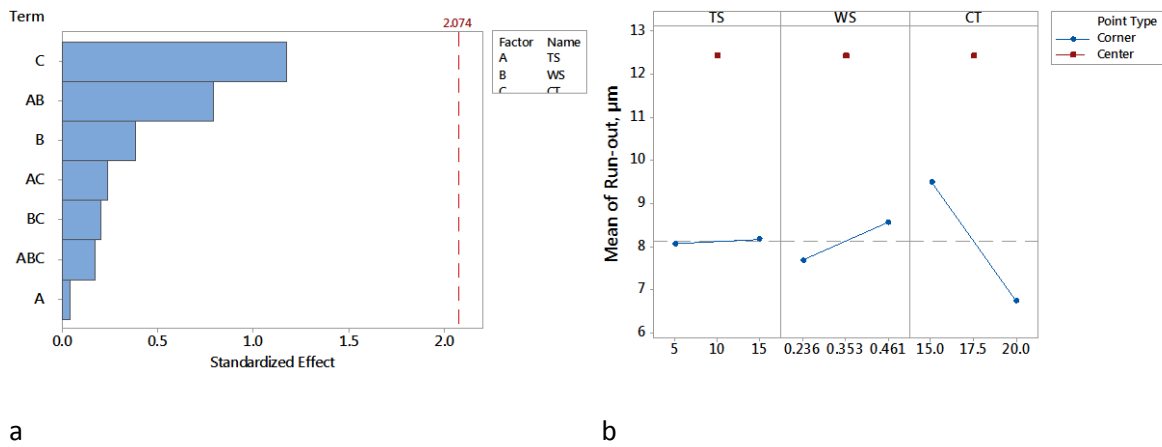 Term
2.074
Factor Name
A TS
B WS
C CT
C
AB
B
AC
BC
ABC
A
0.0 0.5 1.0 1.5 2.0
Standardized Effect
a
TS WS CT
Point Type
Corner
Center
Mean of Run-out, µm
13
12
11
10
9
8
7
6
5 10 15 0.236 0.353 0.461 15.0 17.5 20.0
b